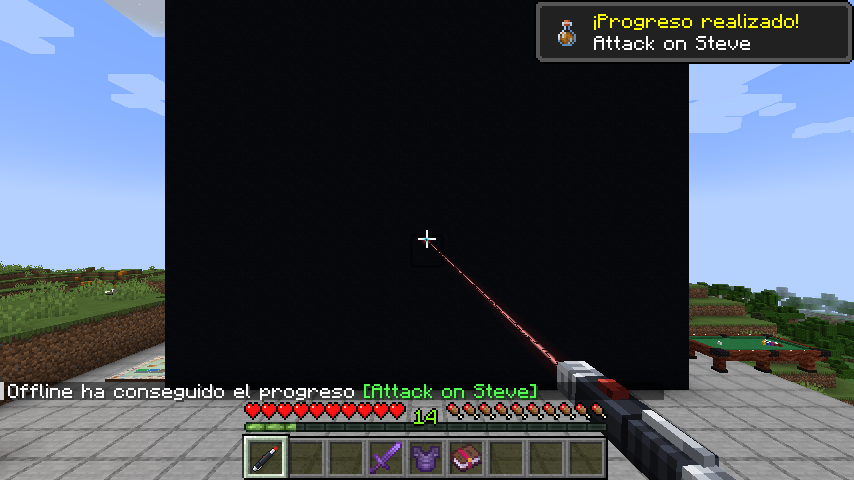 ¡Progreso realizado!
Attack on Steve
Offline ha conseguido el progreso [Attack on Steve]
14